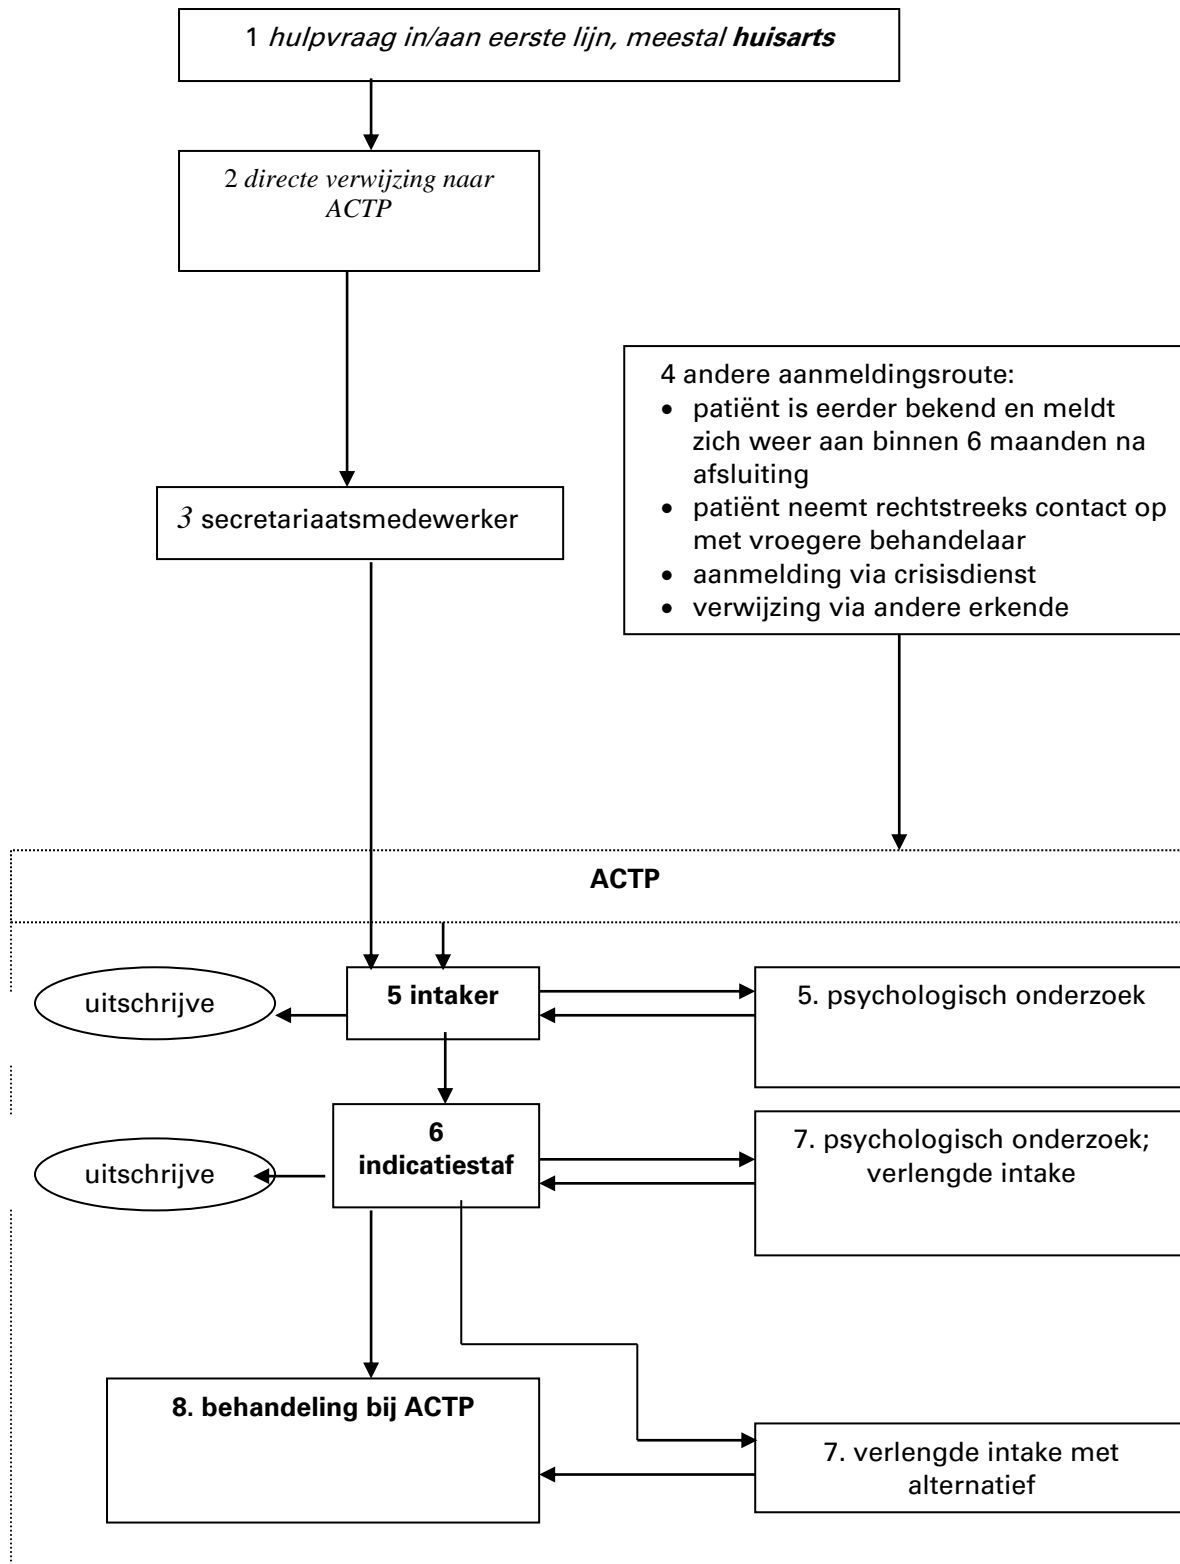 1 hulpvraag in/aan eerste lijn, meestal huisarts
2 directe verwijzing naar
ACTP
4 andere aanmeldingsroute:
• patiënt is eerder bekend en meldt
zich weer aan binnen 6 maanden na
afsluiting
• patiënt neemt rechtstreeks contact op
met vroegere behandelaar
• aanmelding via crisisdienst
• verwijzing via andere erkende
3 secretariaatsmedewerker
ACTP
uitschrijve
5 intaker
5. psychologisch onderzoek
uitschrijve
6
indicatiestaf
7. psychologisch onderzoek;
verlengde intake
8. behandeling bij ACTP
7. verlengde intake met
alternatief